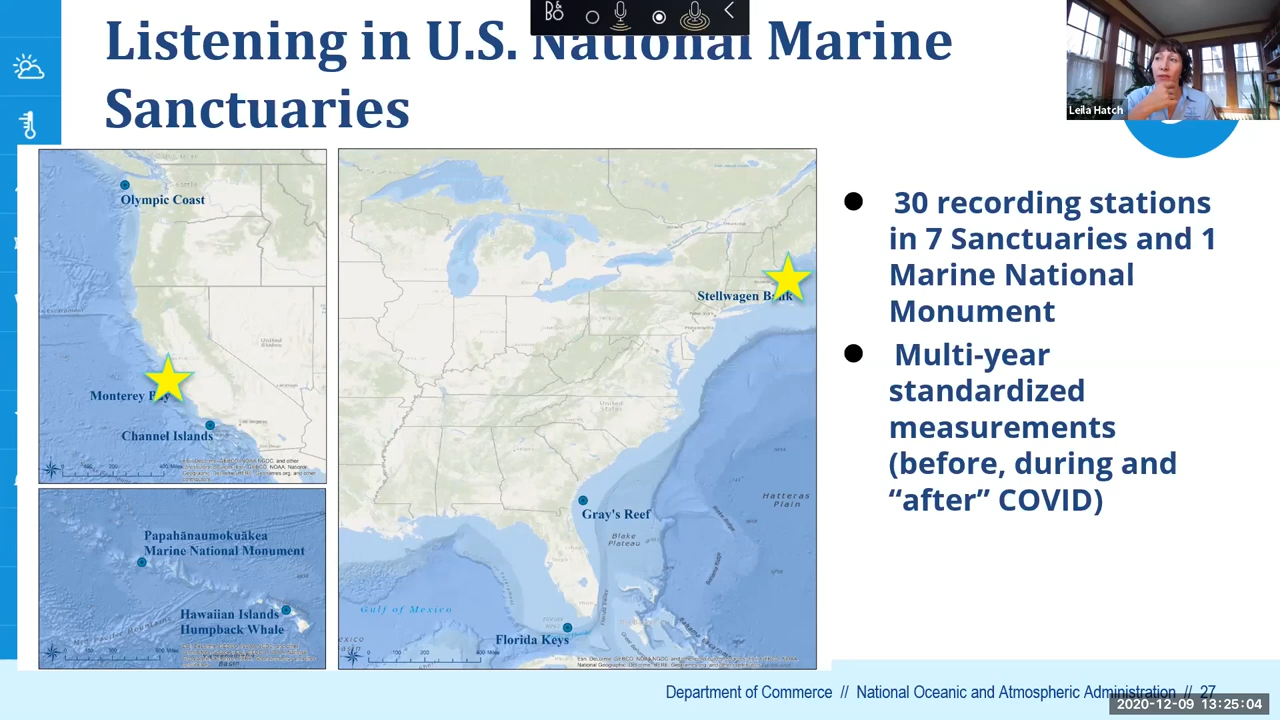 Listening in U.S. National Marine
Sanctuaries
Leila Hatch
Olympic Coast
Monterey Bay
Channel Islands
Papahānaumokuākea
Marine National Monument
Hawaiian Islands
Humpback Whale
Stellwagen Bank
United
States
Gray's Reef
Blake
Plateau
Hatteras
Plain
Gulf of Mexico
Florida Keys
● 30 recording stations
in 7 Sanctuaries and 1
Marine National
Monument
● Multi-year
standardized
measurements
(before, during and
“after” COVID)
Department of Commerce // National Oceanic and Atmospheric Administration // 27
2020-12-09 13:25:04